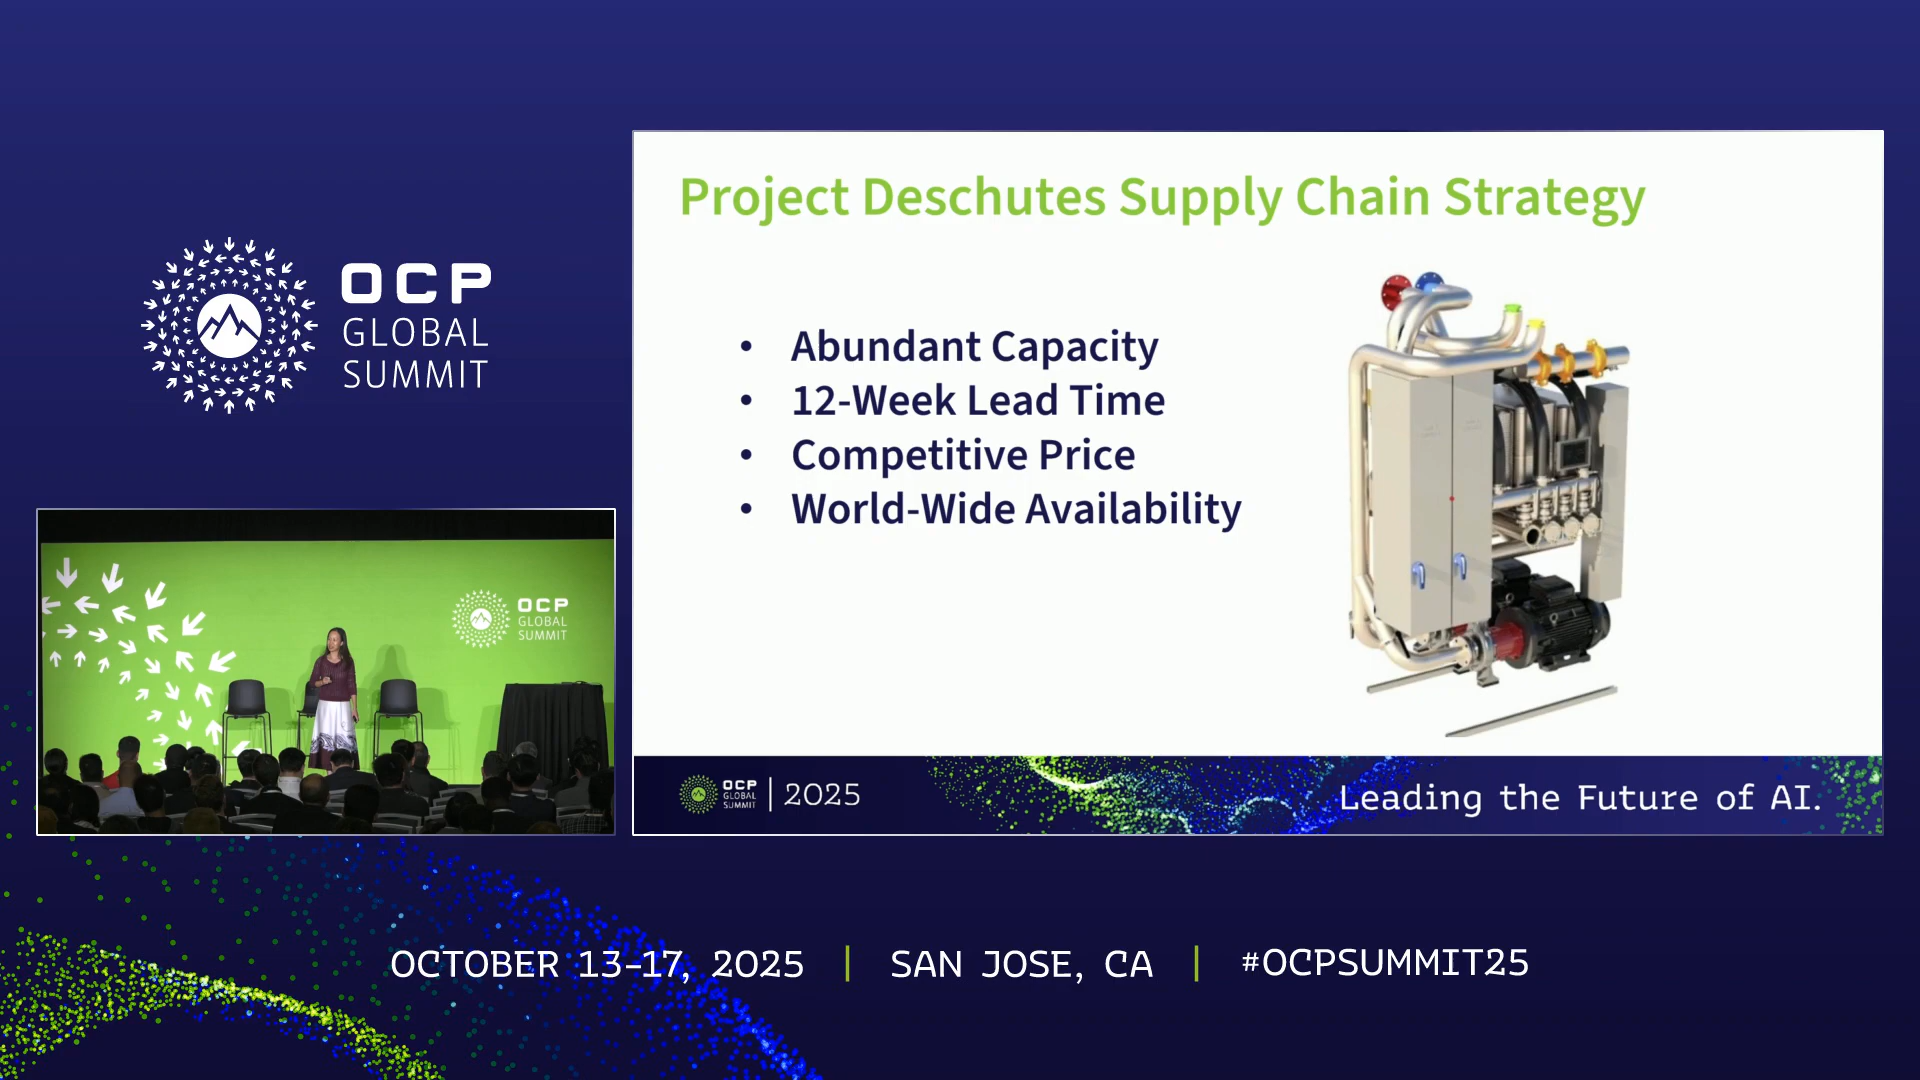 OCP
GLOBAL
SUMMIT
Project Deschutes Supply Chain Strategy
• Abundant Capacity
• 12-Week Lead Time
• Competitive Price
• World-Wide Availability
OCP
GLOBAL
SUMMIT
OCP
GLOBAL
SUMMIT
2025
Leading the Future of AI.
OCTOBER 13-17, 2025 | SAN JOSE, CA | #OCPSUMMIT25